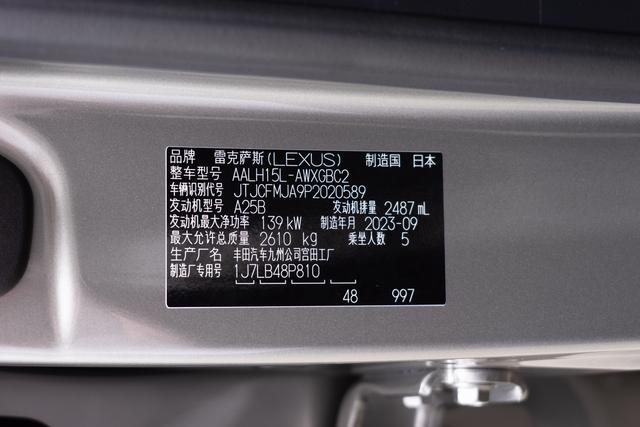 品牌 雷克萨斯(LEXUS) 制造国 日本
整车型号 AALH15L-AWXGBC2
车辆识别代号 JTJCFMJA9P2020589
发动机型号 A25B 发动机排量 2487mL
发动机最大净功率 139kW 制造年月 2023-09
最大允许总质量 2610 kg 乘坐人数 5
生产厂名 丰田汽车九州公司宫田工厂
制造厂专用号 1J7LB48P810
48 997